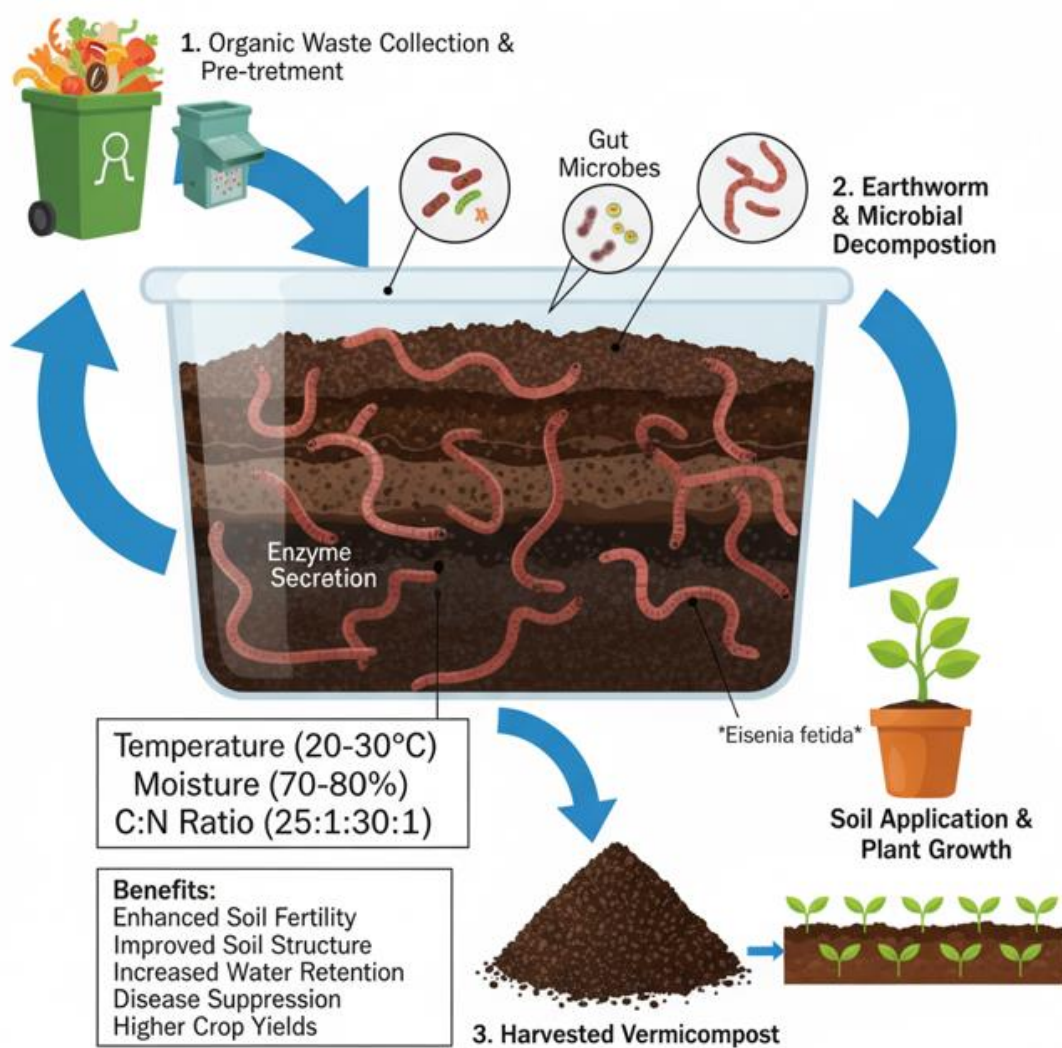 1. Organic Waste Collection &
Pre-tretment
Gut
Microbes
2. Earthworm
& Microbial
Decompostion
Enzyme
Secretion
*Eisenia fetida*
Temperature (20-30°C)
Moisture (70-80%)
C:N Ratio (25:1:30:1)
Soil Application &
Plant Growth
Benefits:
Enhanced Soil Fertility
Improved Soil Structure
Increased Water Retention
Disease Suppression
Higher Crop Yields
3. Harvested Vermicompost